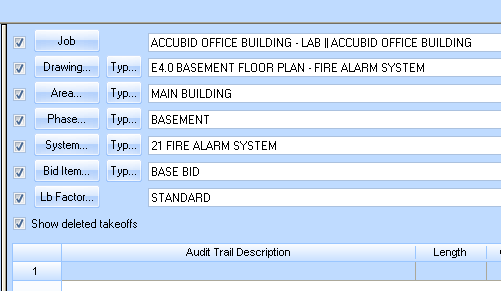 Job ACCUBID OFFICE BUILDING - LAB || ACCUBID OFFICE BUILDING
Drawing... Typ... E4.0 BASEMENT FLOOR PLAN - FIRE ALARM SYSTEM
Area... Typ... MAIN BUILDING
Phase... Typ... BASEMENT
System... Typ... 21 FIRE ALARM SYSTEM
Bid Item... Typ... BASE BID
Lb Factor... STANDARD
Show deleted takeoffs
Audit Trail Description Length
1